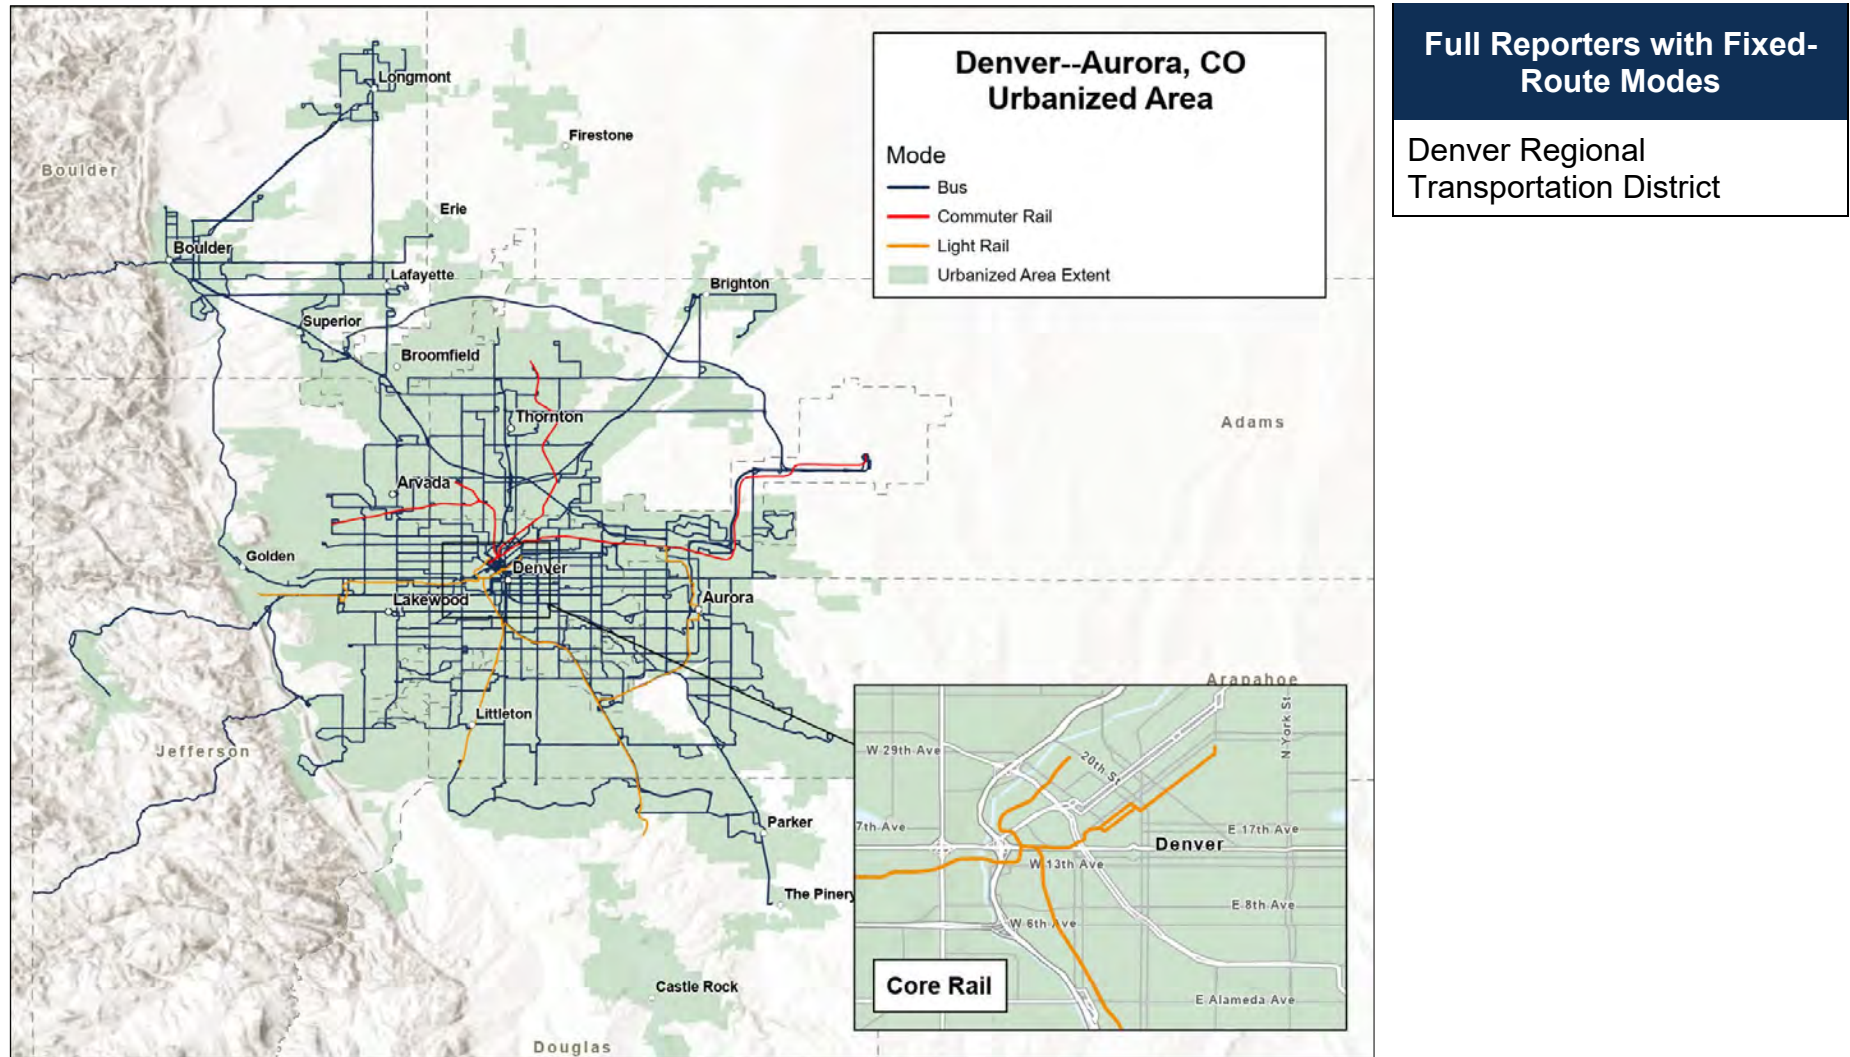 Denver--Aurora, CO
Urbanized Area
Mode
Bus
Commuter Rail
Light Rail
Urbanized Area Extent
Full Reporters with Fixed-
Route Modes
Denver Regional
Transportation District
Longmont
Firestone
Boulder
Erie
Boulder
Lafayette
Brighton
Superior
Broomfield
Thornton
Adams
Arvada
Golden
Denver
Lakewood
Aurora
Arapahoe
Littleton
Jefferson
Parker
The Pinery
Castle Rock
Douglas
N York St
W 29th Ave
20th St
7th Ave
E 17th Ave
Denver
W 13th Ave
E 8th Ave
W 6th Ave
Core Rail
E Alameda Ave